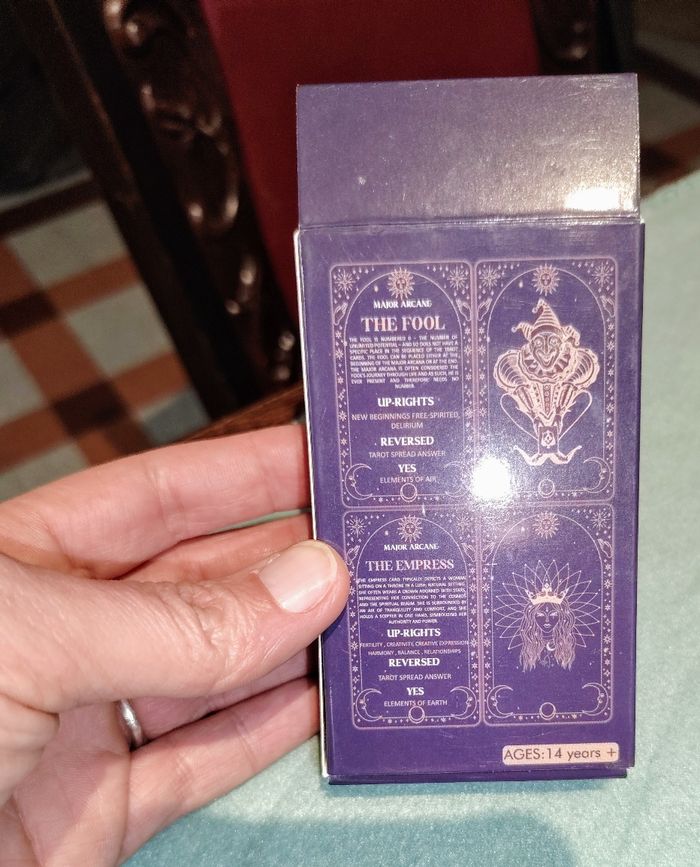 MAJOR ARCANE
THE FOOL
THE FOOL IS NUMBERED 0 - THE NUMBER OF
UNLIMITED POTENTIAL - AND SO DOES NOT HAVE A
SPECIFIC PLACE IN THE SEQUENCE OF THE TAROT
CARDS. THE FOOL CAN BE PLACED EITHER AT THE
BEGINNING OF THE MAJOR ARCANA OR AT THE END.
THE MAJOR ARCANA IS OFTEN CONSIDERED THE
FOOL'S JOURNEY THROUGH LIFE AND AS SUCH, HE IS
EVER PRESENT AND THEREFORE NEEDS NO
NUMBER.
UP-RIGHTS
NEW BEGINNINGS FREE-SPIRITED,
DELIRIUM
REVERSED
TAROT SPREAD ANSWER
YES
ELEMENTS OF AIR
MAJOR ARCANE
THE EMPRESS
THE EMPRESS CARD TYPICALLY DEPICTS A WOMAN
SITTING ON A THRONE IN A LUSH, NATURAL SETTING.
SHE OFTEN WEARS A CROWN ADORNED WITH STARS,
REPRESENTING HER CONNECTION TO THE COSMOS
AND THE SPIRITUAL REALM. SHE IS SURROUNDED BY
AN AIR OF TRANQUILITY AND COMFORT, AND SHE
HOLDS A SCEPTER IN ONE HAND, SYMBOLIZING HER
AUTHORITY AND POWER.
UP-RIGHTS
FERTILITY , CREATIVITY, CREATIVE EXPRESSION
HARMONY , BALANCE , RELATIONSHIPS
REVERSED
TAROT SPREAD ANSWER
YES
ELEMENTS OF EARTH
AGES:14 years +